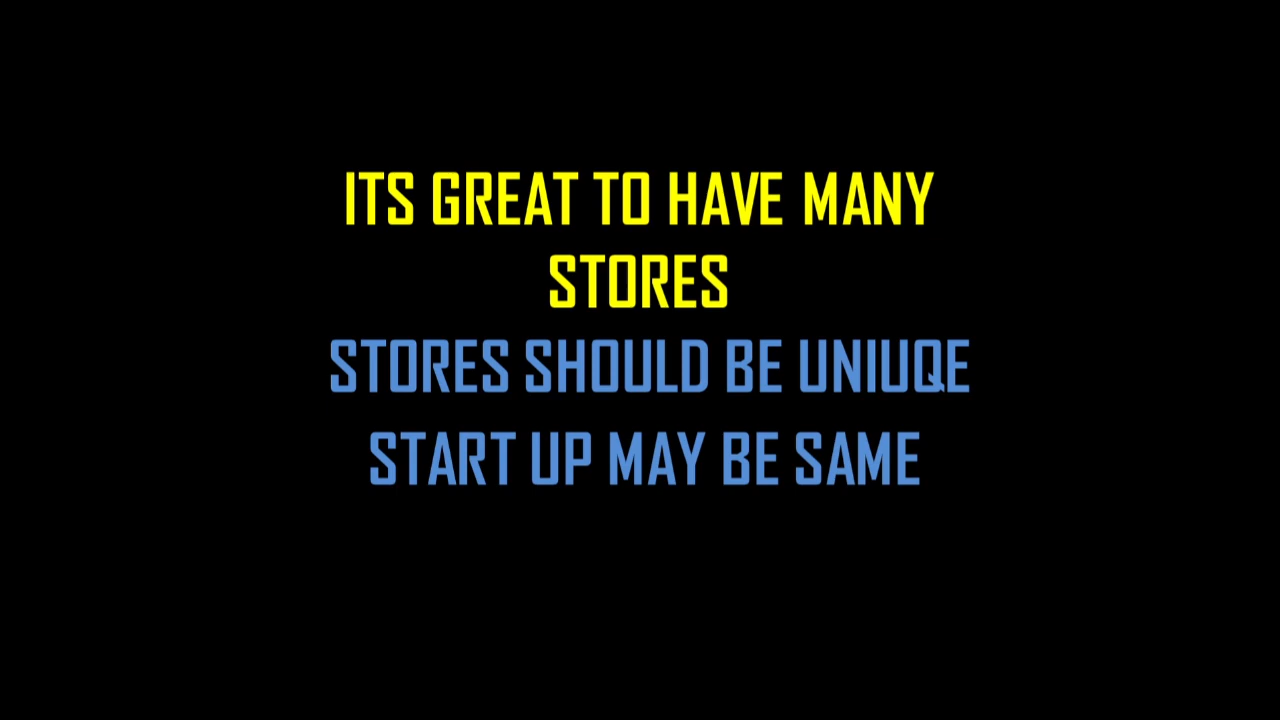 ITS GREAT TO HAVE MANY
STORES
STORES SHOULD BE UNIUQE
START UP MAY BE SAME